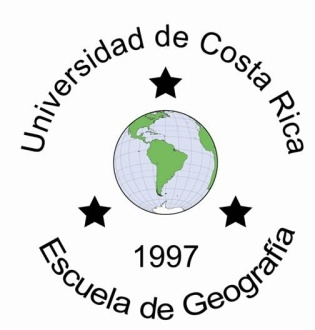 Universidad de Costa Rica
1997
Escuela de Geografía